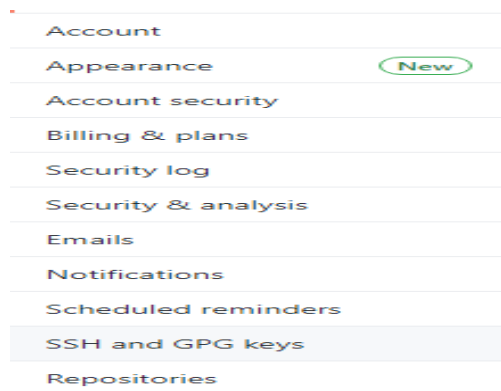 Account
Appearance New
Account security
Billing & plans
Security log
Security & analysis
Emails
Notifications
Scheduled reminders
SSH and GPG keys
Repositories